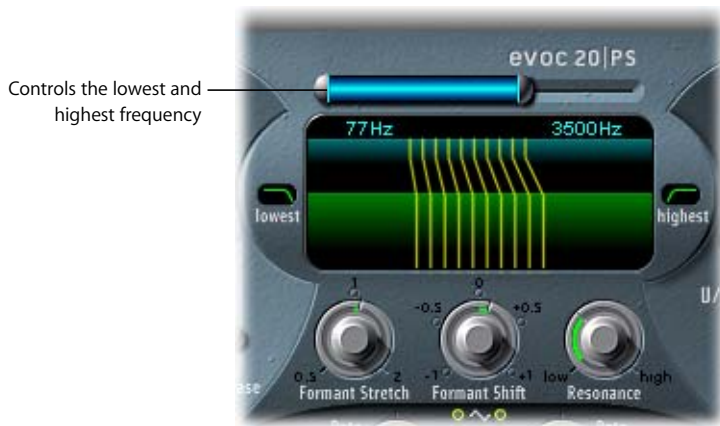 evoc 20|PS
Controls the lowest and
highest frequency
77Hz 3500Hz
lowest highest
U/
1 0
-0.5 +0.5
0.5 2 -1 +1 low high
ase
Formant Stretch Formant Shift Resonance